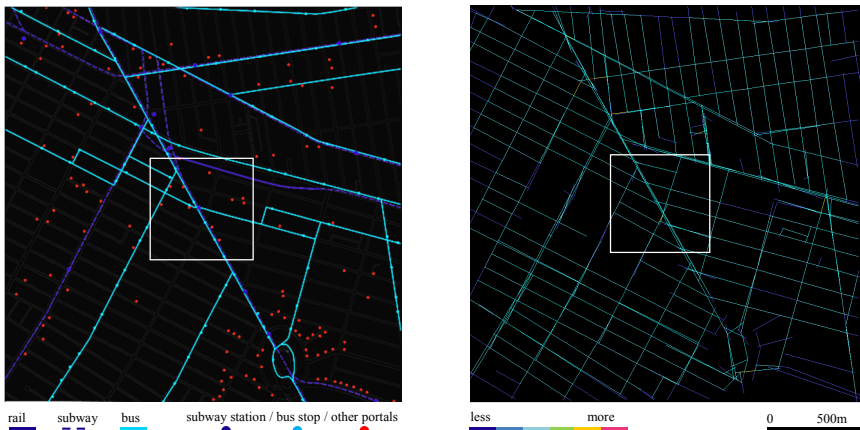 rail subway bus subway station / bus stop / other portals
less more 0 500m